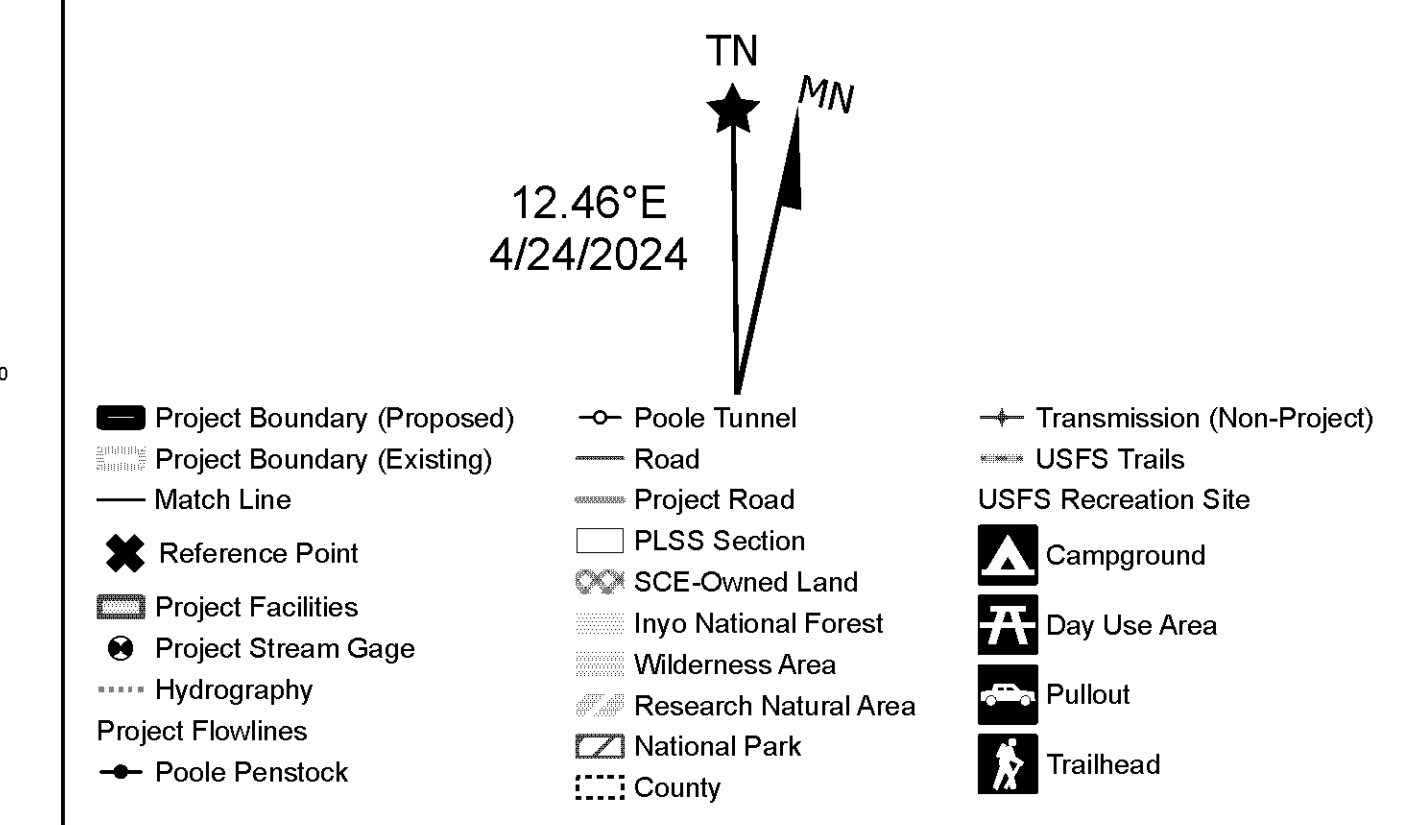 TN
MN
12.46°E
4/24/2024
0
Project Boundary (Proposed)
Project Boundary (Existing)
Match Line
Reference Point
Project Facilities
Project Stream Gage
Hydrography
Project Flowlines
Poole Penstock
Poole Tunnel
Road
Project Road
PLSS Section
SCE-Owned Land
Inyo National Forest
Wilderness Area
Research Natural Area
National Park
County
Transmission (Non-Project)
USFS Trails
USFS Recreation Site
Campground
Day Use Area
Pullout
Trailhead